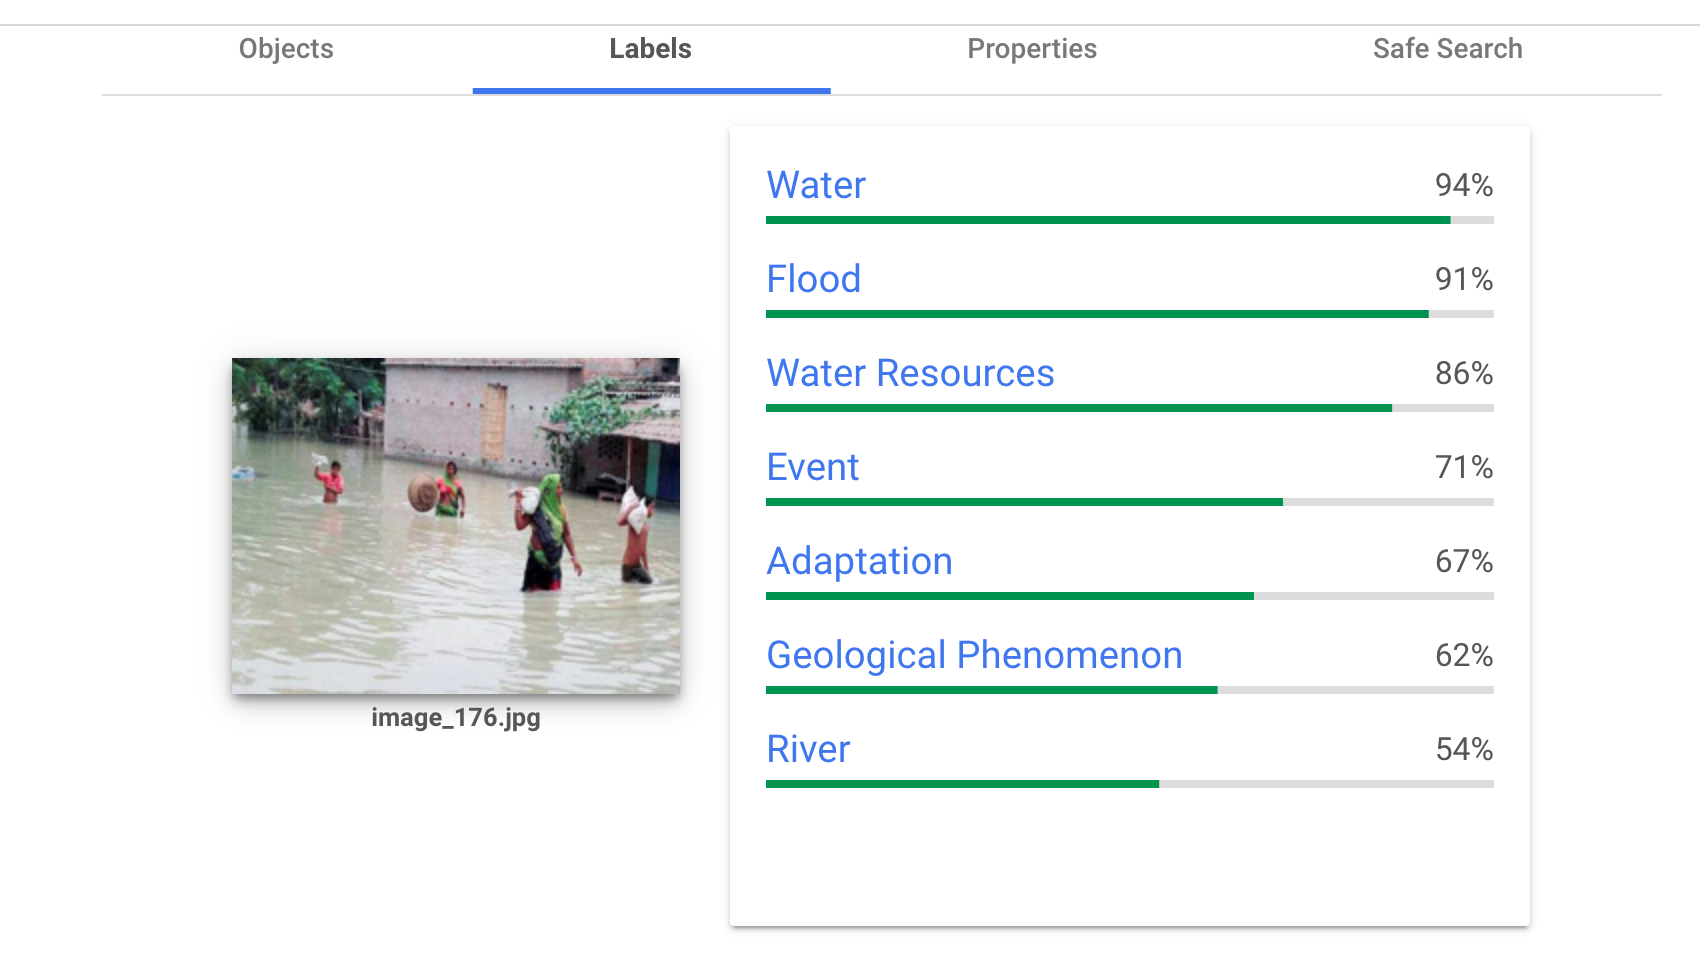 Objects Labels Properties Safe Search
Water 94%
Flood 91%
Water Resources 86%
Event 71%
Adaptation 67%
Geological Phenomenon 62%
River 54%
image_176.jpg